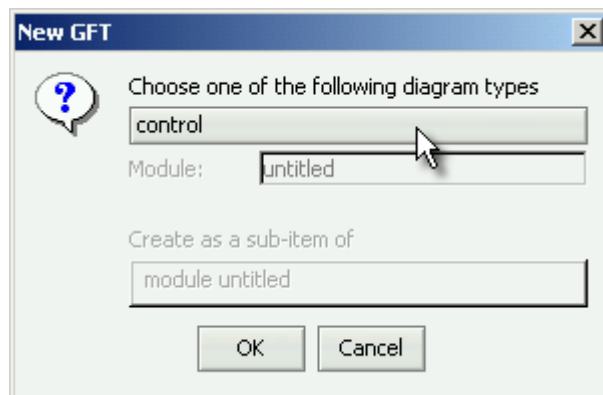 New GFT
Choose one of the following diagram types
control
Module: untitled
Create as a sub-item of
module untitled
OK Cancel